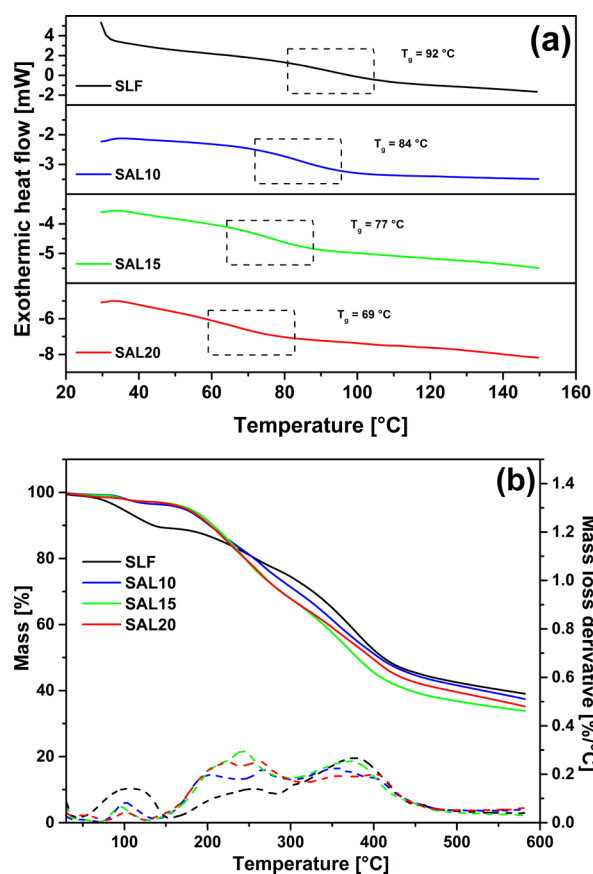 (a)
Exothermic heat flow [mW]
4
2
0
-2
SLF
Tg = 92 °C
-2
-3
SAL10
Tg = 84 °C
-4
-5
SAL15
Tg = 77 °C
-6
-8
SAL20
Tg = 69 °C
20 40 60 80 100 120 140 160
Temperature [°C]
(b)
Mass [%]
100
80
60
40
20
0
SLF
SAL10
SAL15
SAL20
1.4
1.2
1.0
0.8
0.6
0.4
0.2
0.0
Mass loss derivative [%/°C]
100 200 300 400 500 600
Temperature [°C]